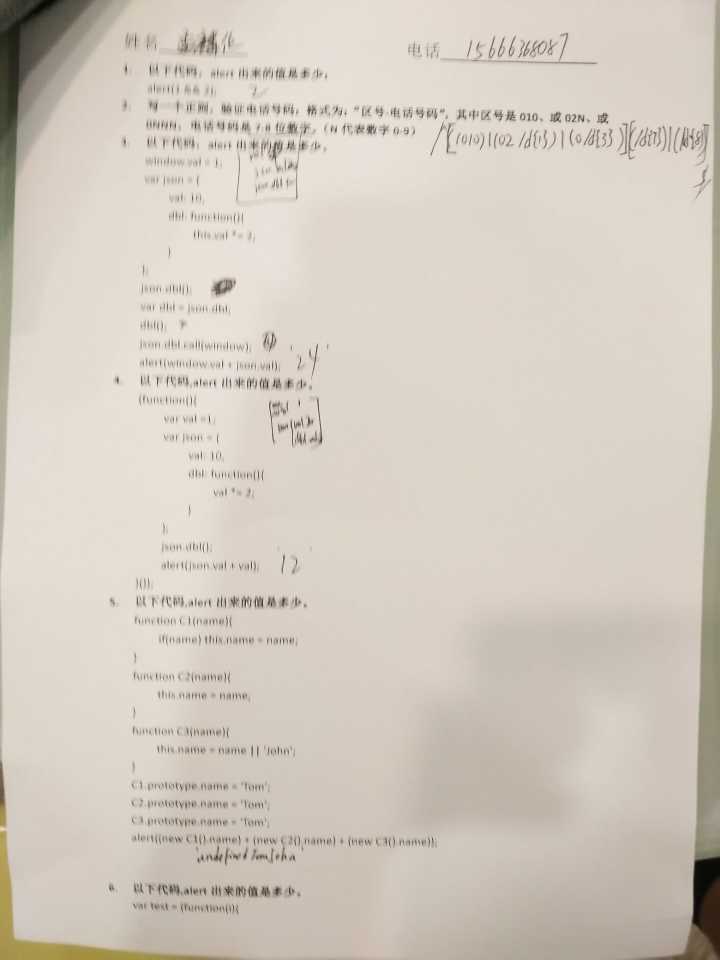 姓名
电话 15666368087
1. 以下代码，alert 出来的值是多少。
alert(1 && 2); 2
2. 写一个正则，验证电话号码，格式为："区号-电话号码"，其中区号是 010、或 02N、或
0NNN，电话号码是 7-8 位数字。（N 代表数字 0-9）
3. 以下代码，alert 出来的值是多少。
window.val = 1;
var json = {
val: 10,
dbl: function(){
this.val *= 2;
}
};
json.dbl();
var dbl = json.dbl;
dbl();
json.dbl.call(window);
alert(window.val + json.val); '24'
4. 以下代码,alert 出来的值是多少。
(function(){
var val =1;
var json = {
val: 10,
dbl: function(){
val *= 2;
}
};
json.dbl();
alert(json.val + val); 12
})();
5. 以下代码,alert 出来的值是多少。
function C1(name){
if(name) this.name = name;
}
function C2(name){
this.name = name;
}
function C3(name){
this.name = name || 'John';
}
C1.prototype.name = 'Tom';
C2.prototype.name = 'Tom';
C3.prototype.name = 'Tom';
alert((new C1().name) + (new C2().name) + (new C3().name));
'undefined Tom John
6. 以下代码,alert 出来的值是多少。
var test = (function(i){